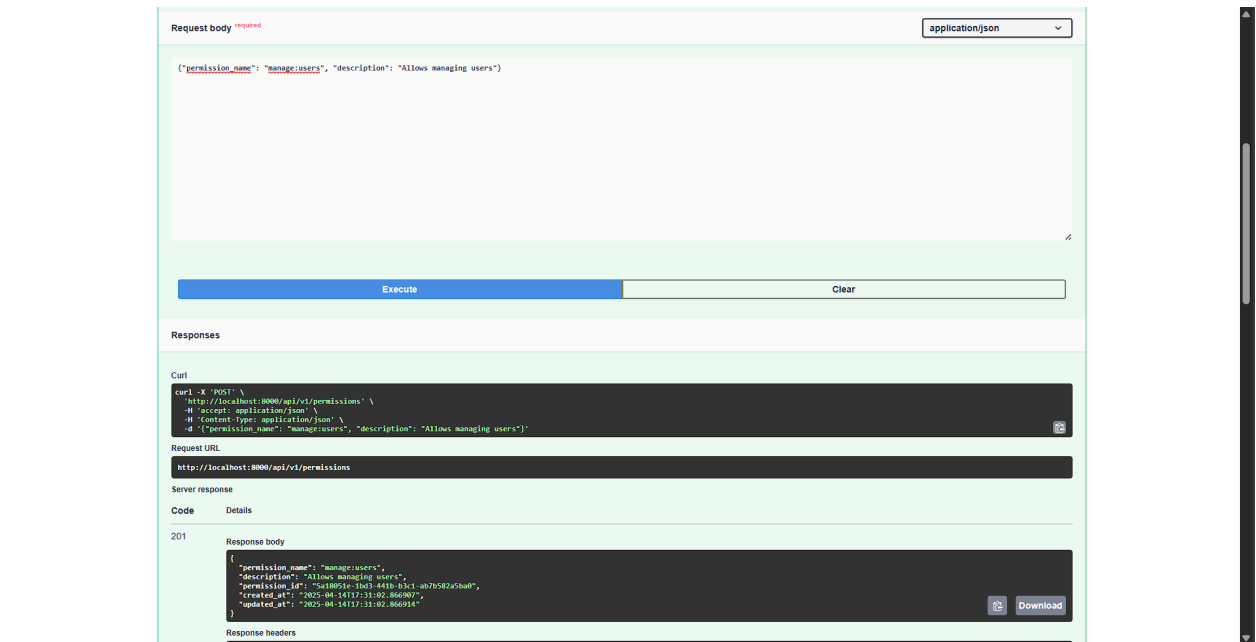 Request body required
application/json
{"permission_name": "manage:users", "description": "Allows managing users"}
Execute
Clear
Responses
Curl
curl -X 'POST' \
'http://localhost:8000/api/v1/permissions' \
-H 'accept: application/json' \
-H 'Content-Type: application/json' \
-d '{"permission_name": "manage:users", "description": "Allows managing users"}'
Request URL
http://localhost:8000/api/v1/permissions
Server response
Code
Details
201
Response body
{
"permission_name": "manage:users",
"description": "Allows managing users",
"permission_id": "5a18051e-1bd3-441b-b3c1-ab7b582a5ba0",
"created_at": "2025-04-14T17:31:02.866907",
"updated_at": "2025-04-14T17:31:02.866914"
}
Download
Response headers